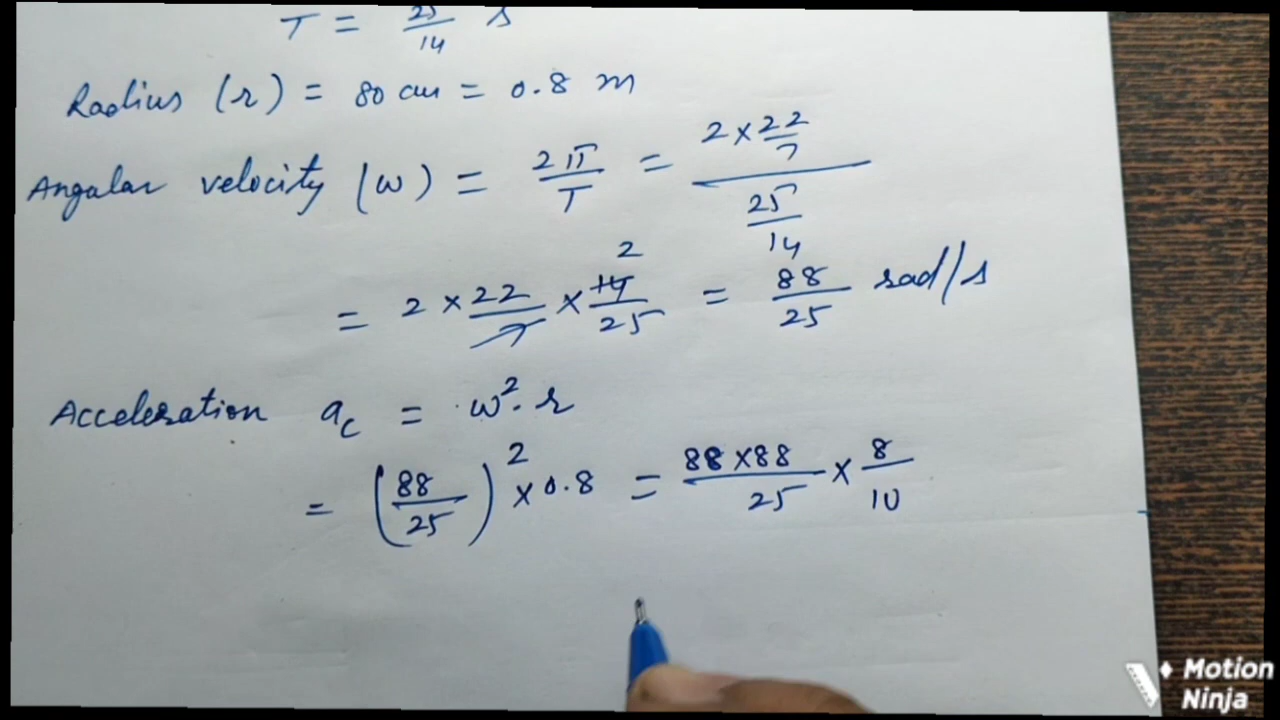 T = 25/14 s
Radius (r) = 80 cm = 0.8 m
Angular velocity (ω) = 2π/T = (2 × 22/7)/(25/14)
= 2 × 22/7 × 14/25 2 = 88/25 rad/s
Acceleration a_c = ω². r
= (88/25)² × 0.8 = 88 × 88/25 × 8/10
Motion
Ninja